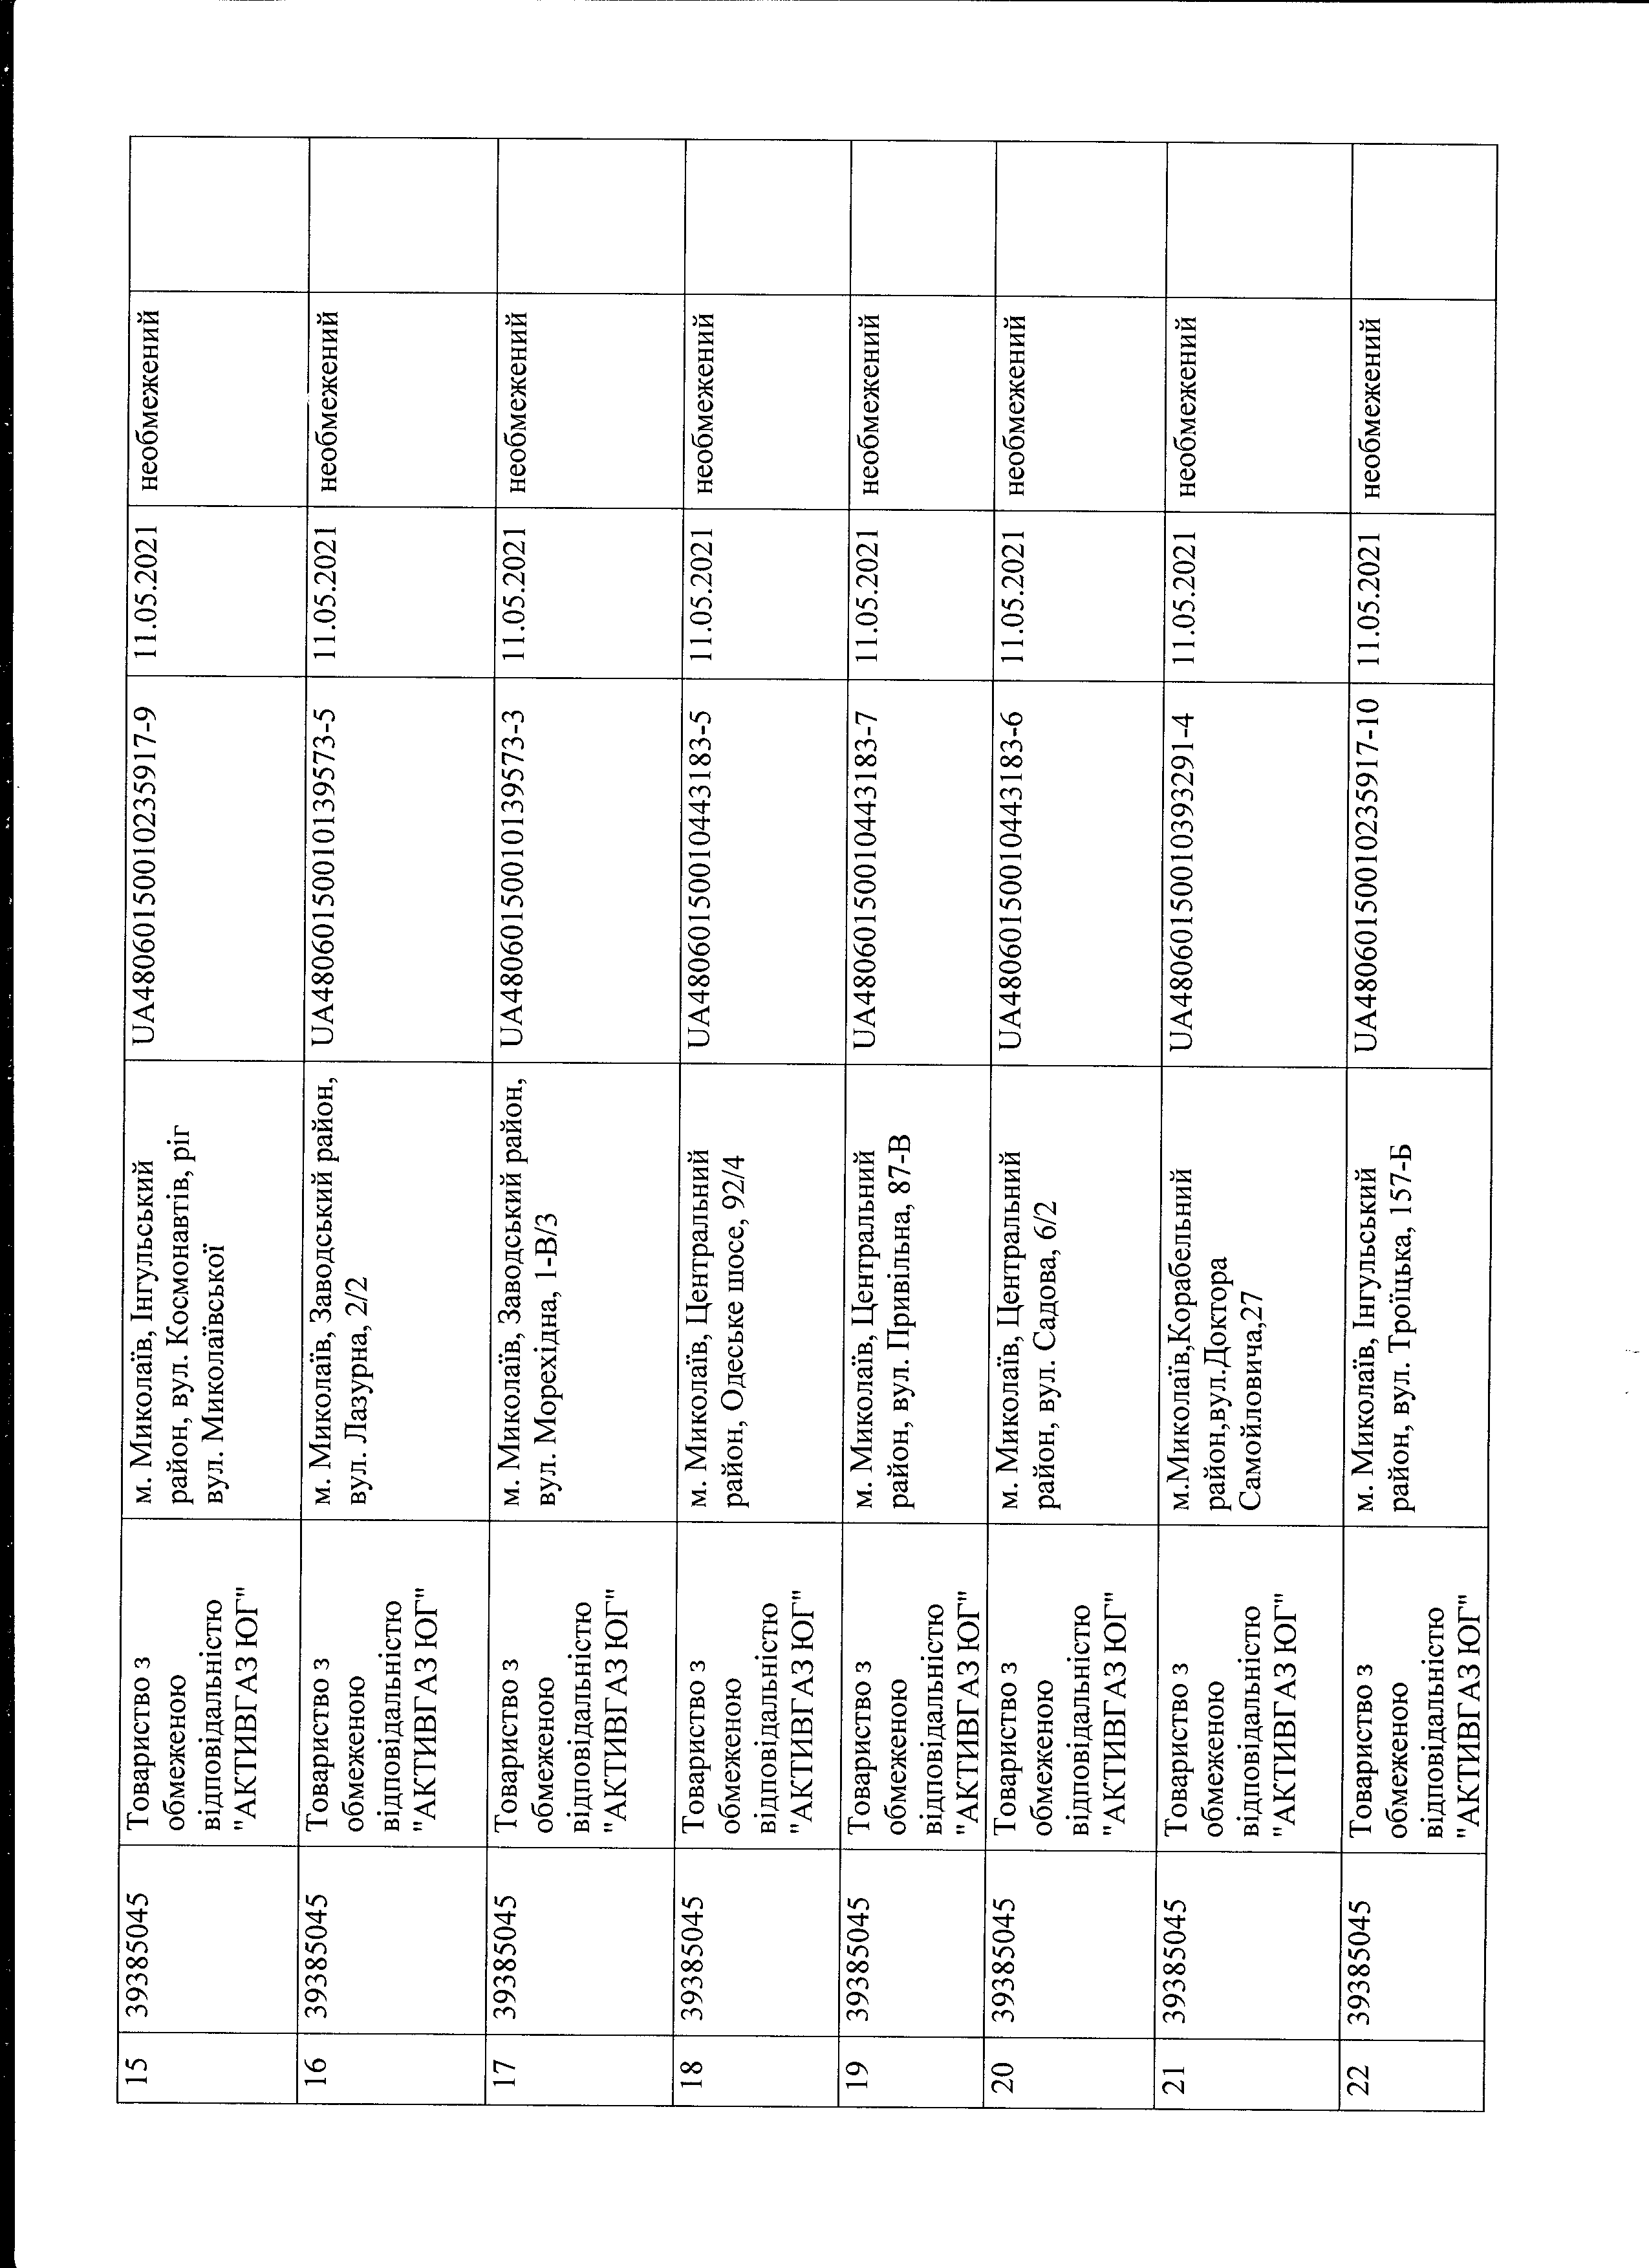 15
39385045
Товариство з
обмеженою
відповідальністю
"АКТИВГАЗ ЮГ"
м. Миколаїв, Інгульський
район, вул. Космонавтів, ріг
вул. Миколаївської
UA48060150010235917-9
11.05.2021
необмежений
16
39385045
Товариство з
обмеженою
відповідальністю
"АКТИВГАЗ ЮГ"
м. Миколаїв, Заводський район,
вул. Лазурна, 2/2
UA48060150010139573-5
11.05.2021
необмежений
17
39385045
Товариство з
обмеженою
відповідальністю
"АКТИВГАЗ ЮГ"
м. Миколаїв, Заводський район,
вул. Морехідна, 1-В/3
UA48060150010139573-3
11.05.2021
необмежений
18
39385045
Товариство з
обмеженою
відповідальністю
"АКТИВГАЗ ЮГ"
м. Миколаїв, Центральний
район, Одеське шосе, 92/4
UA48060150010443183-5
11.05.2021
необмежений
19
39385045
Товариство з
обмеженою
відповідальністю
"АКТИВГАЗ ЮГ"
м. Миколаїв, Центральний
район, вул. Привільна, 87-В
UA48060150010443183-7
11.05.2021
необмежений
20
39385045
Товариство з
обмеженою
відповідальністю
"АКТИВГАЗ ЮГ"
м. Миколаїв, Центральний
район, вул. Садова, 6/2
UA48060150010443183-6
11.05.2021
необмежений
21
39385045
Товариство з
обмеженою
відповідальністю
"АКТИВГАЗ ЮГ"
м.Миколаїв,Корабельний
район,вул.Доктора
Самойловича,27
UA48060150010393291-4
11.05.2021
необмежений
22
39385045
Товариство з
обмеженою
відповідальністю
"АКТИВГАЗ ЮГ"
м. Миколаїв, Інгульський
район, вул. Троїцька, 157-Б
UA48060150010235917-10
11.05.2021
необмежений